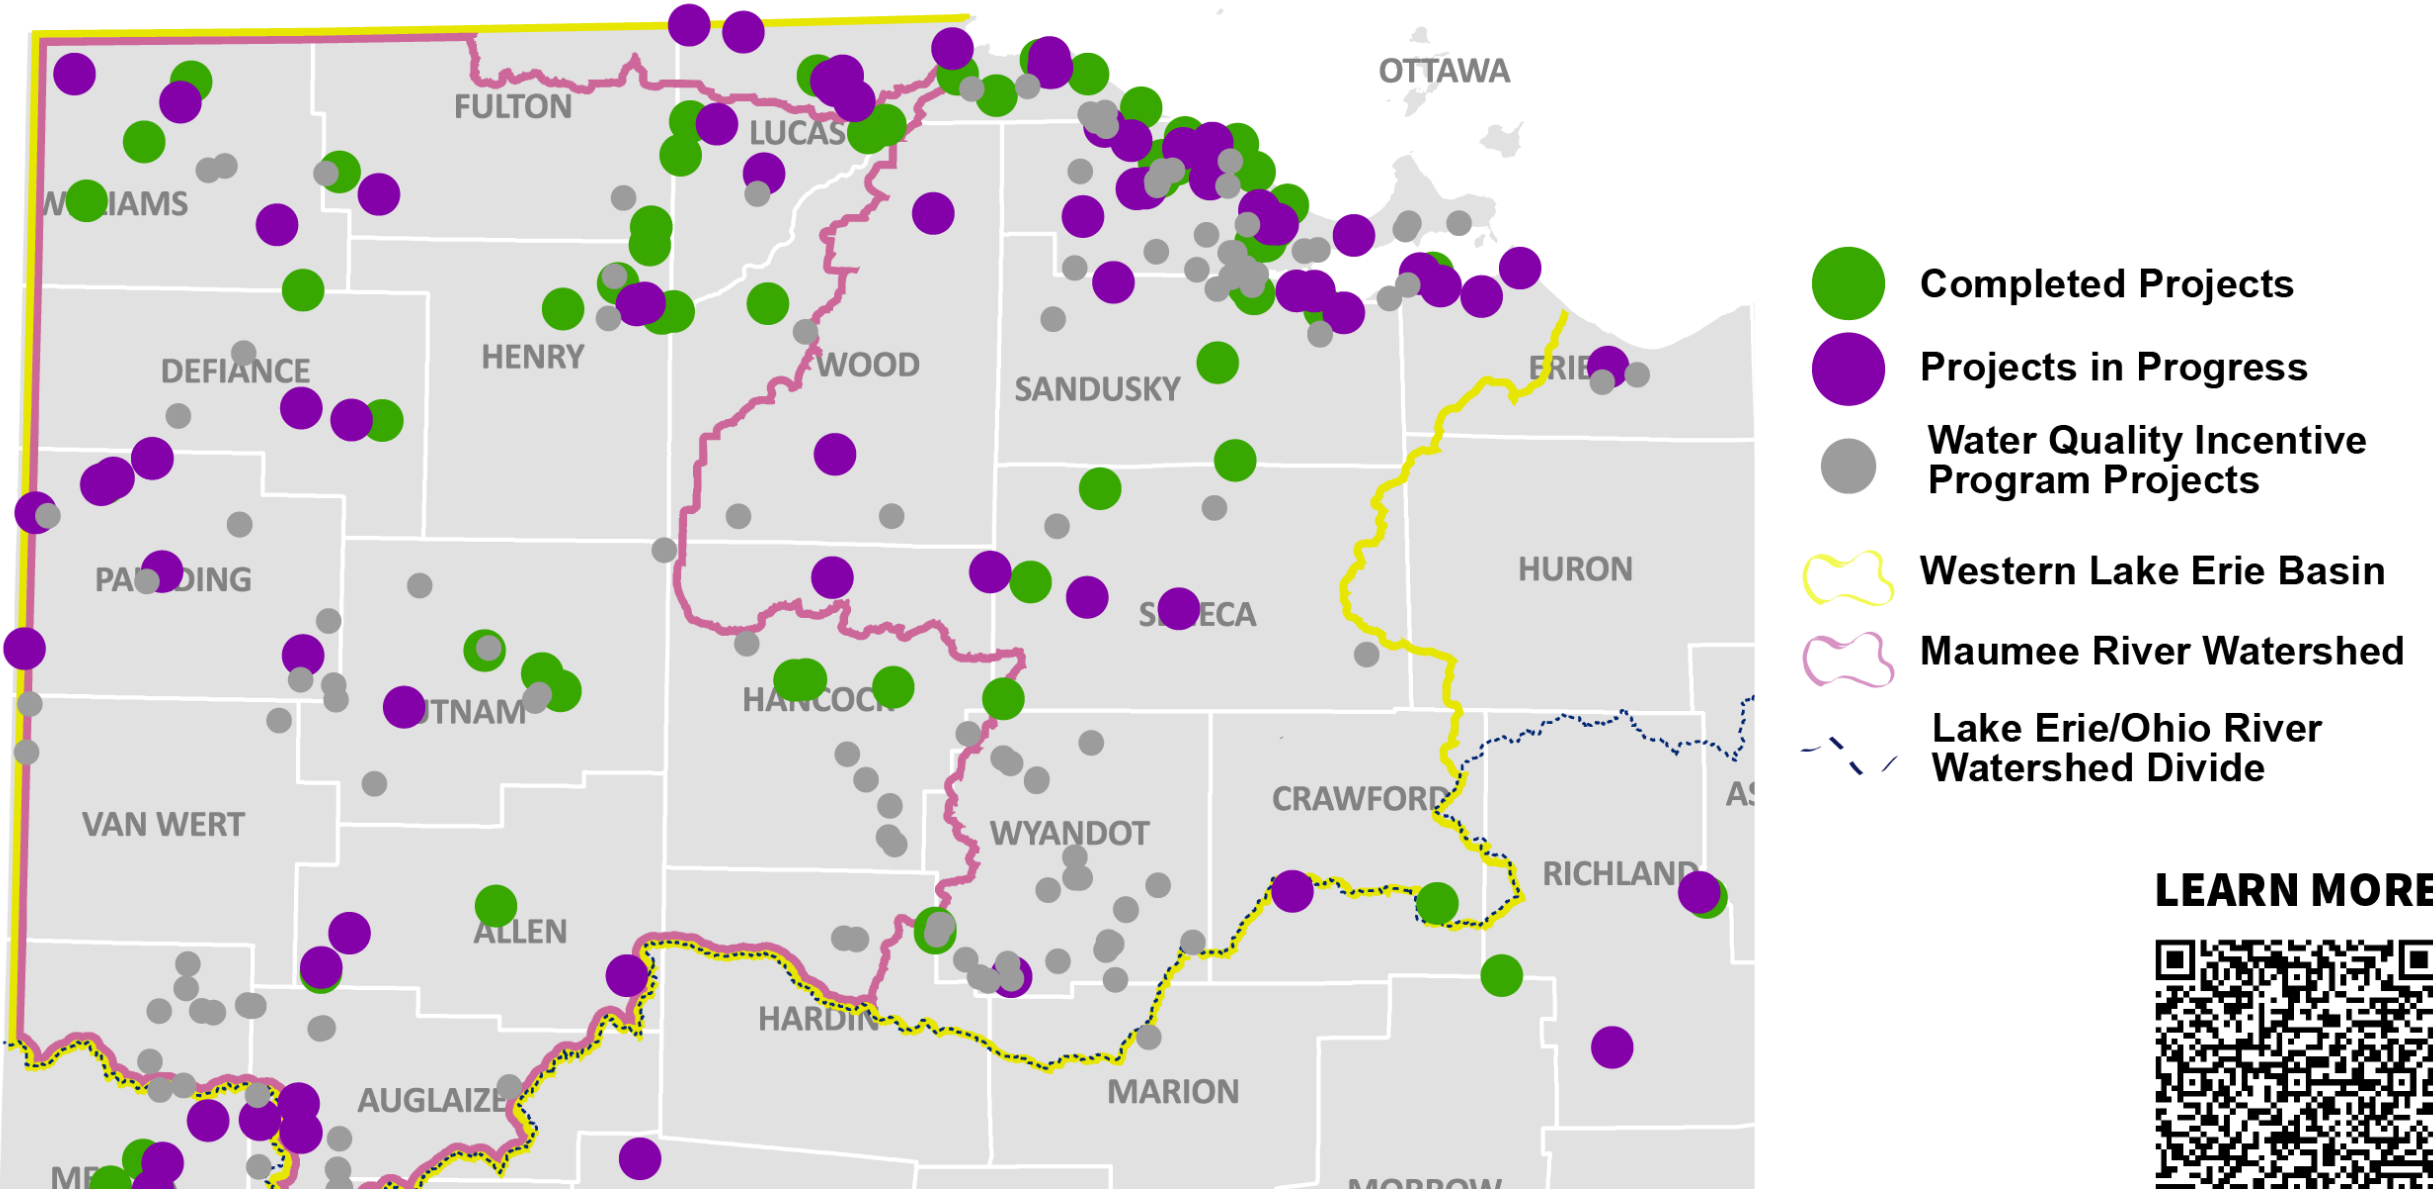 OTTAWA
FULTON
LUCAS
WILLIAMS
HENRY
WOOD
DEFIANCE
SANDUSKY
ERIE
PAULDING
HURON
SENECA
HANCOCK
PUTNAM
VAN WERT
CRAWFORD
WYANDOT
RICHLAND
ALLEN
HARDIN
AUGLAIZE
MARION
MORROW
Completed Projects
Projects in Progress
Water Quality Incentive
Program Projects
Western Lake Erie Basin
Maumee River Watershed
Lake Erie/Ohio River
Watershed Divide
LEARN MORE